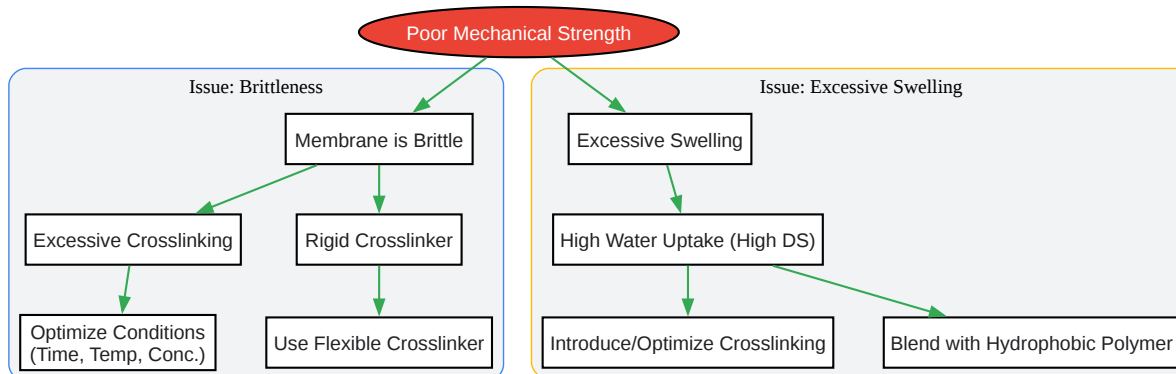 Poor Mechanical Strength
Issue: Brittleness
Issue: Excessive Swelling
Membrane is Brittle
Excessive Swelling
Excessive Crosslinking
Rigid Crosslinker
High Water Uptake (High DS)
Optimize Conditions
(Time, Temp, Conc.)
Use Flexible Crosslinker
Introduce/Optimize Crosslinking
Blend with Hydrophobic Polymer